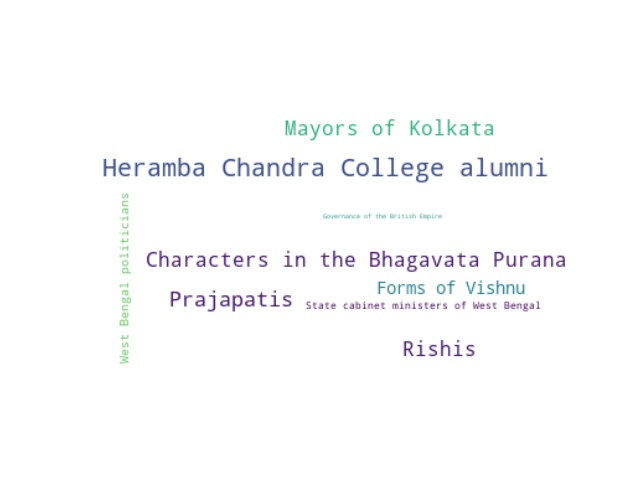 Mayors of Kolkata
Heramba Chandra College alumni
West Bengal politicians
Governance of the British Empire
Characters in the Bhagavata Purana
Forms of Vishnu
Prajapatis
State cabinet ministers of West Bengal
Rishis